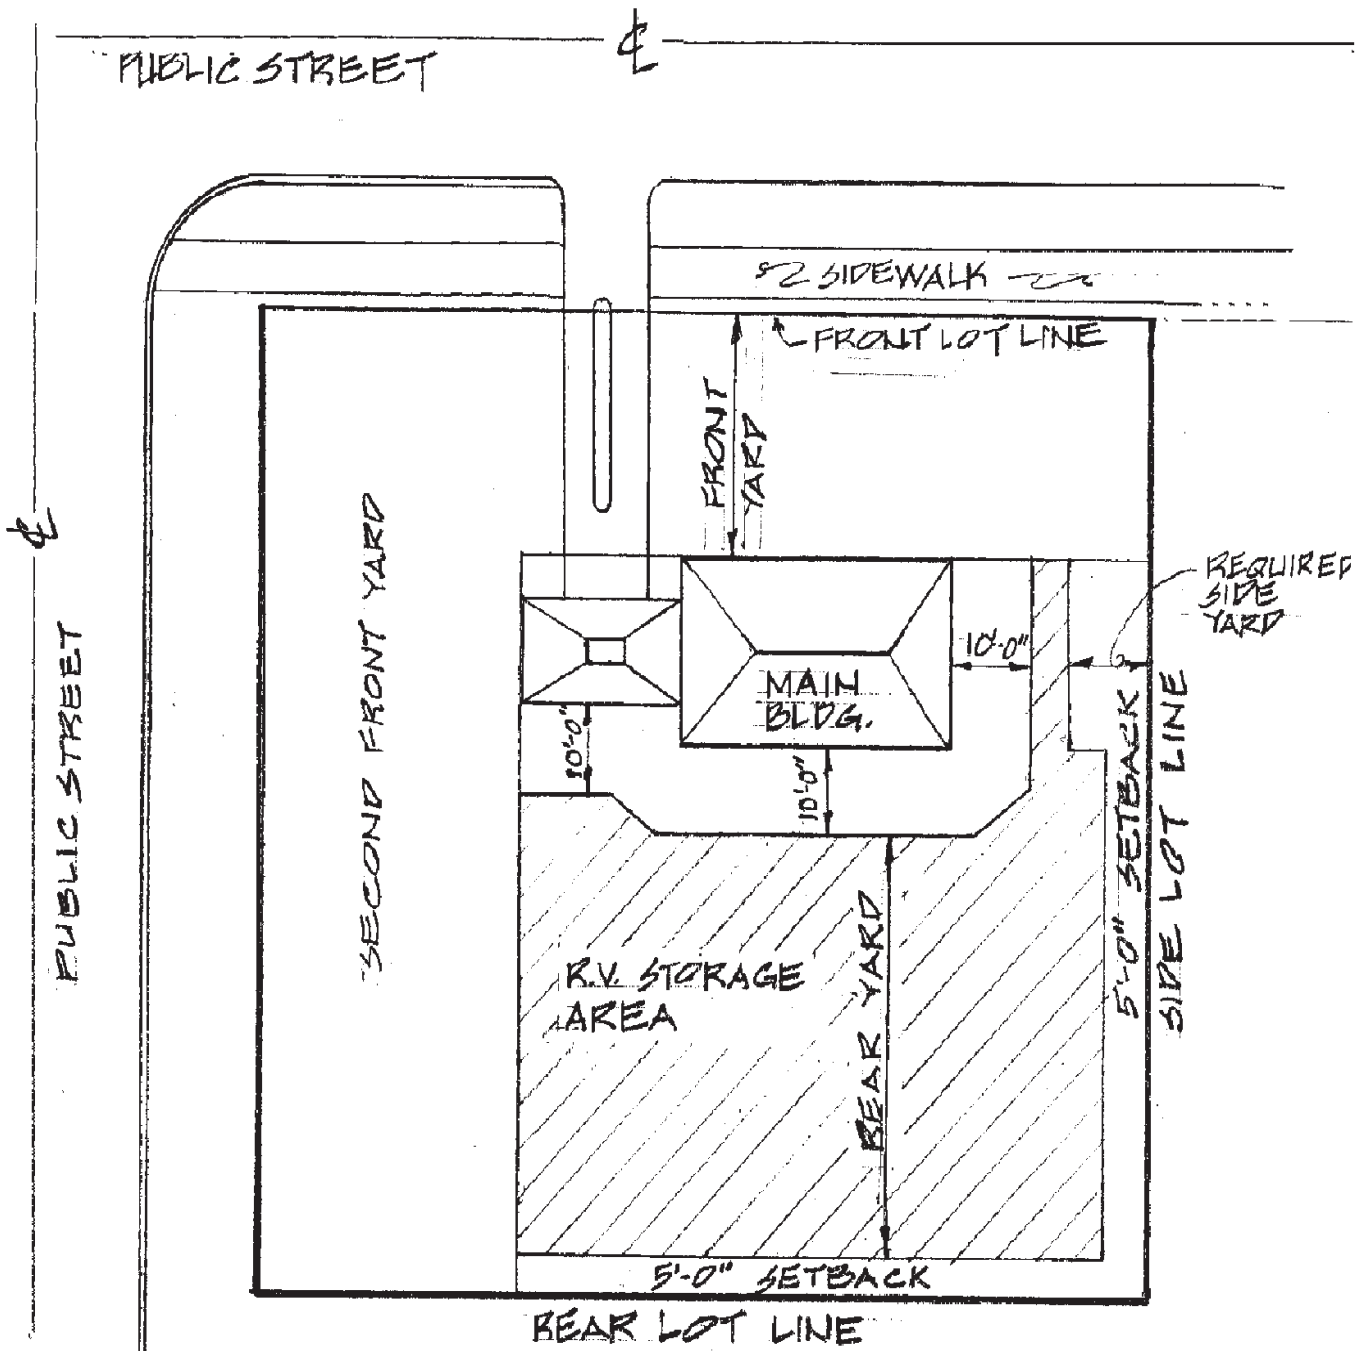 ℄
PUBLIC STREET
SIDEWALK
FRONT LOT LINE
FRONT
YARD
℄
SECOND FRONT YARD
REQUIRED
SIDE
YARD
10'-0"
MAIN
BLDG.
PUBLIC STREET
10'-0"
10'-0"
5'-0" SETBACK
SIDE LOT LINE
R.V. STORAGE
AREA
REAR YARD
5'-0" SETBACK
REAR LOT LINE